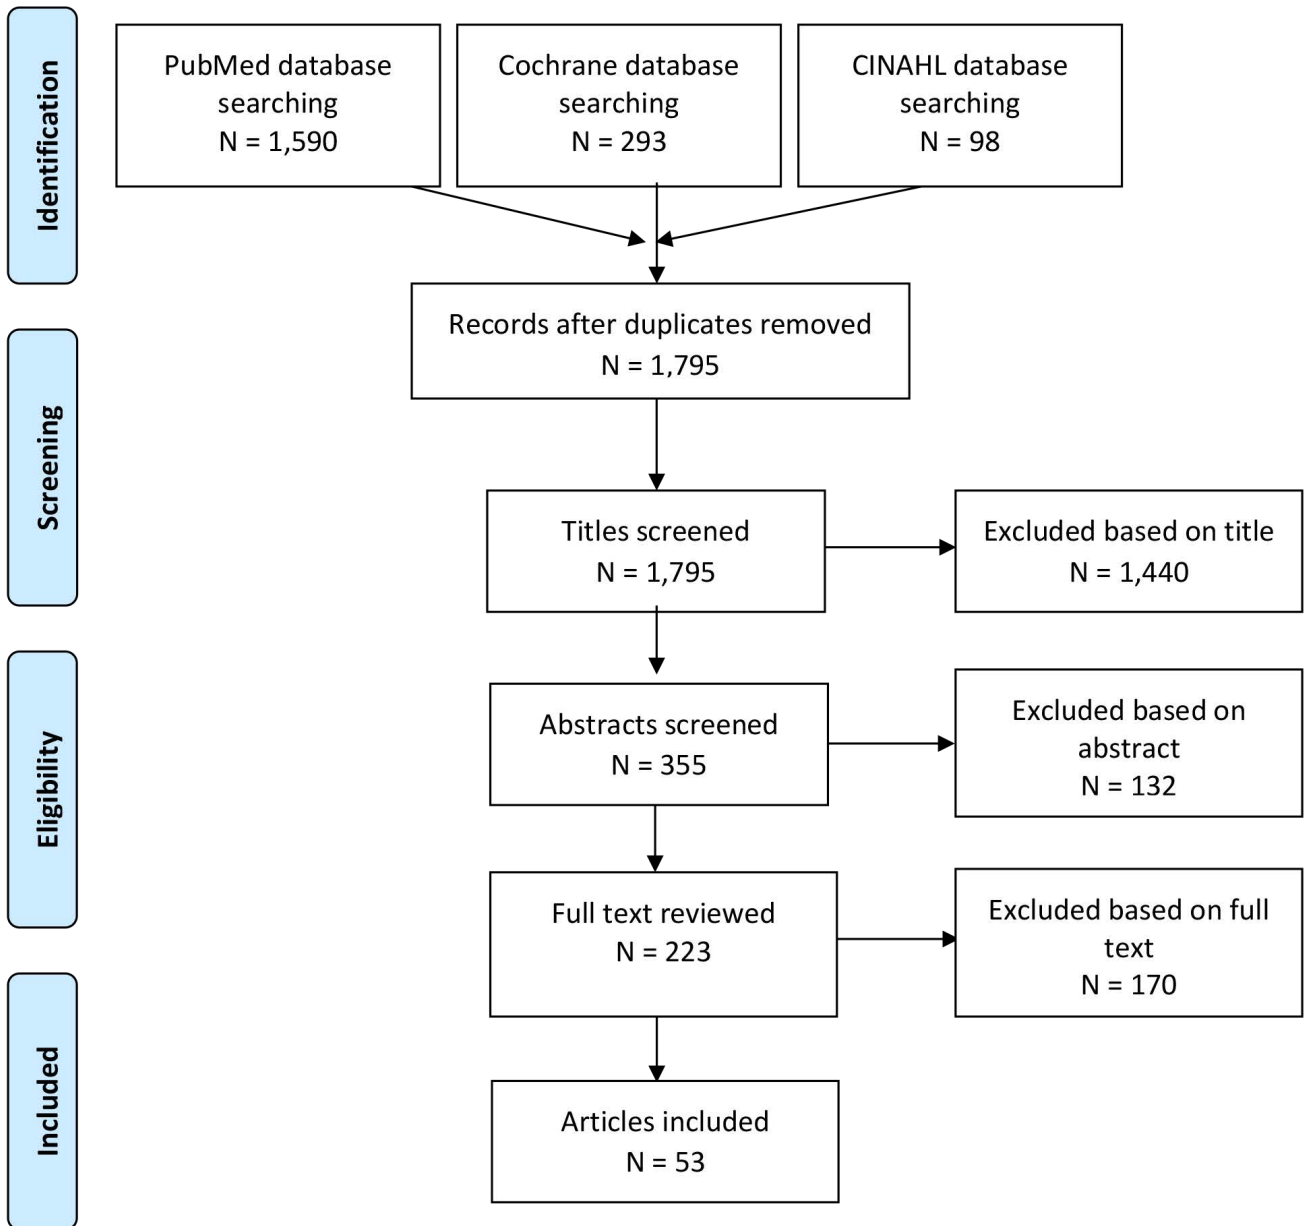 Identification
PubMed database
searching
N = 1,590
Cochrane database
searching
N = 293
CINAHL database
searching
N = 98
Records after duplicates removed
N = 1,795
Screening
Titles screened
N = 1,795
Excluded based on title
N = 1,440
Eligibility
Abstracts screened
N = 355
Excluded based on
abstract
N = 132
Full text reviewed
N = 223
Excluded based on full
text
N = 170
Included
Articles included
N = 53